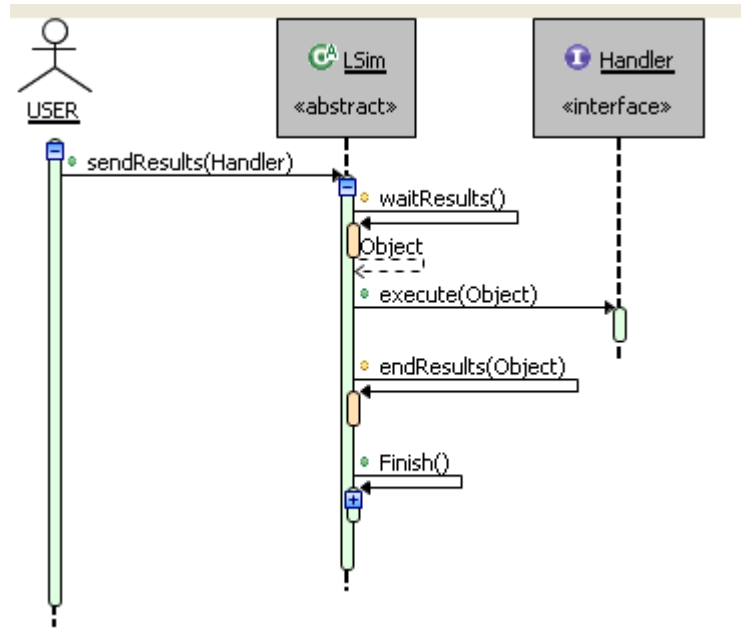 USER
C A LSim
«abstract»
I Handler
«interface»
sendResults(Handler)
waitResults()
Object
execute(Object)
endResults(Object)
Finish()